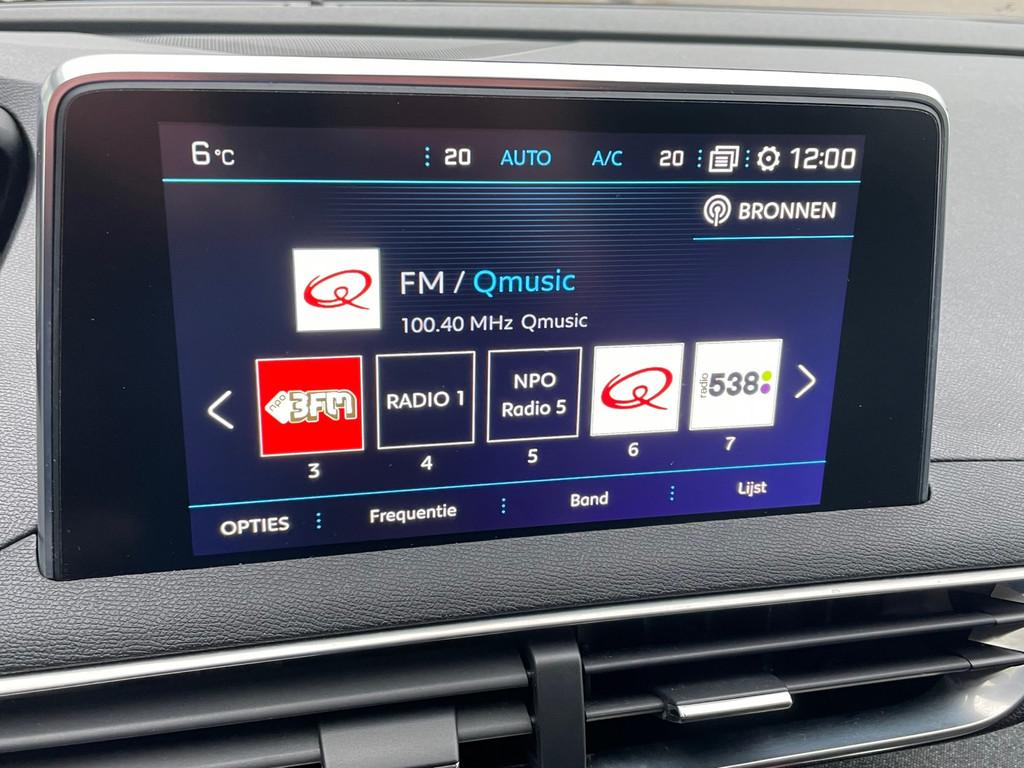 6°C 20 AUTO A/C 20 12:00
BRONNEN
FM / Qmusic
100.40 MHz Qmusic
npo 3FM
RADIO 1
NPO
Radio 5
Q
radio 538
3 4 5 6 7
OPTIES Frequentie Band Lijst